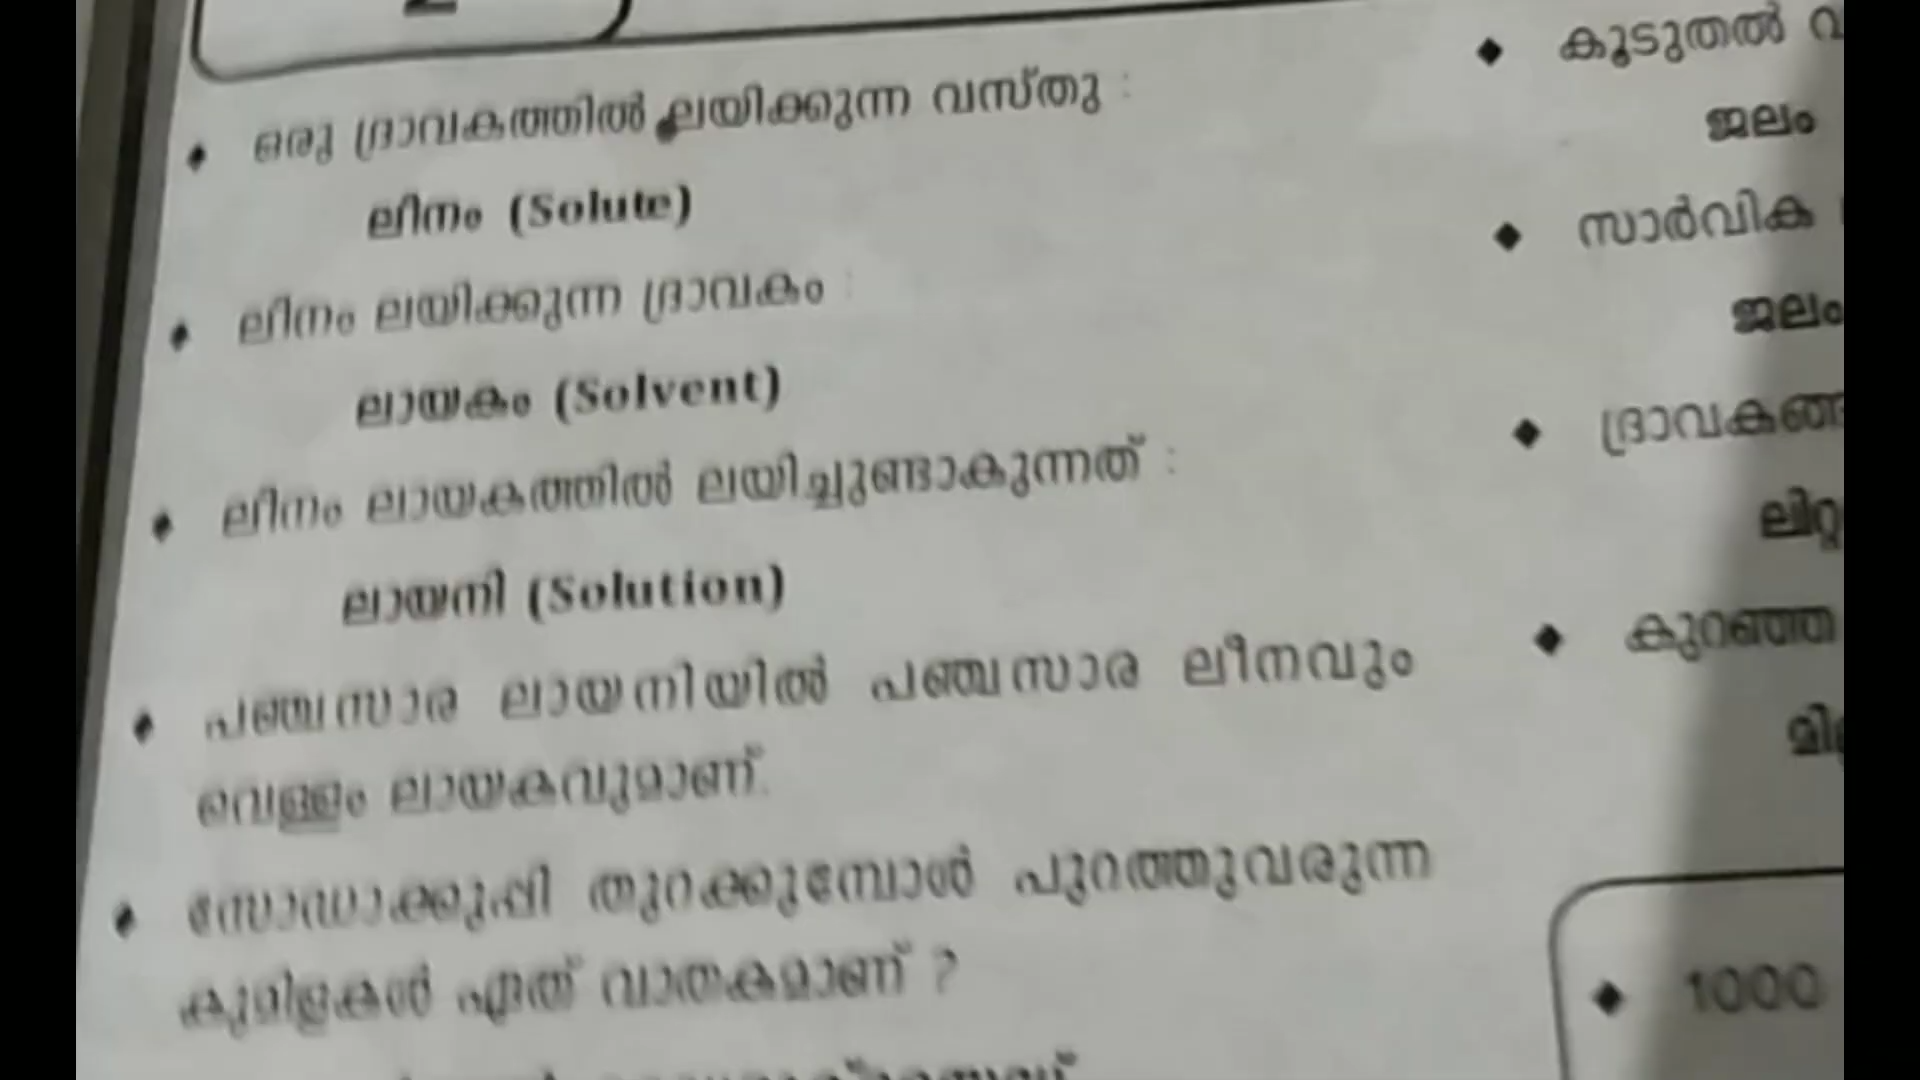 ഒരു ദ്രാവകത്തിൽ ലയിക്കുന്ന വസ്തു :
ലീനം (Solute)
ലീനം ലയിക്കുന്ന ദ്രാവകം :
ലായകം (Solvent)
ലീനം ലായകത്തിൽ ലയിച്ചുണ്ടാകുന്നത് :
ലായനി (Solution)
പഞ്ചസാര ലായനിയിൽ പഞ്ചസാര ലീനവും
വെള്ളം ലായകവുമാണ്.
സോഡാക്കുപ്പി തുറക്കുമ്പോൾ പുറത്തുവരുന്ന
കുമിളകൾ ഏത് വാതകമാണ് ?
കൂടുതൽ
ജലം
സാർവിക
ജലം
കുറഞ്ഞ
1000